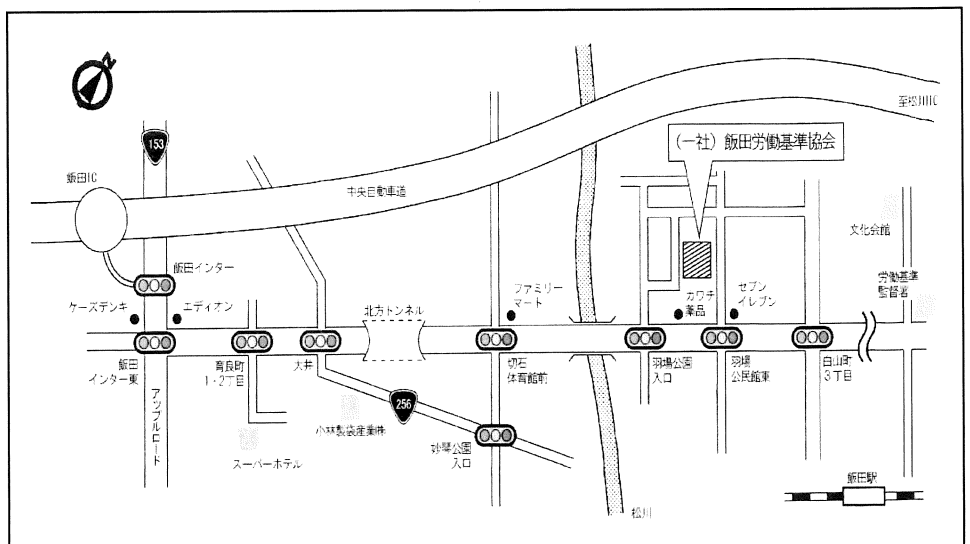 N
153
飯田IC
中央自動車道
至松川IC
(一社) 飯田労働基準協会
飯田インター
ケーズデンキ
エディオン
北方トンネル
ファミリー
マート
カワチ
薬品
セブン
イレブン
文化会館
労働基準
監督署
飯田
インター東
育良町
1・2丁目
大井
切石
体育館前
羽場公園
入口
羽場
公民館東
白山町
3丁目
アップルロード
256
小林製袋産業㈱
妙琴公園
入口
スーパーホテル
飯田駅
松川